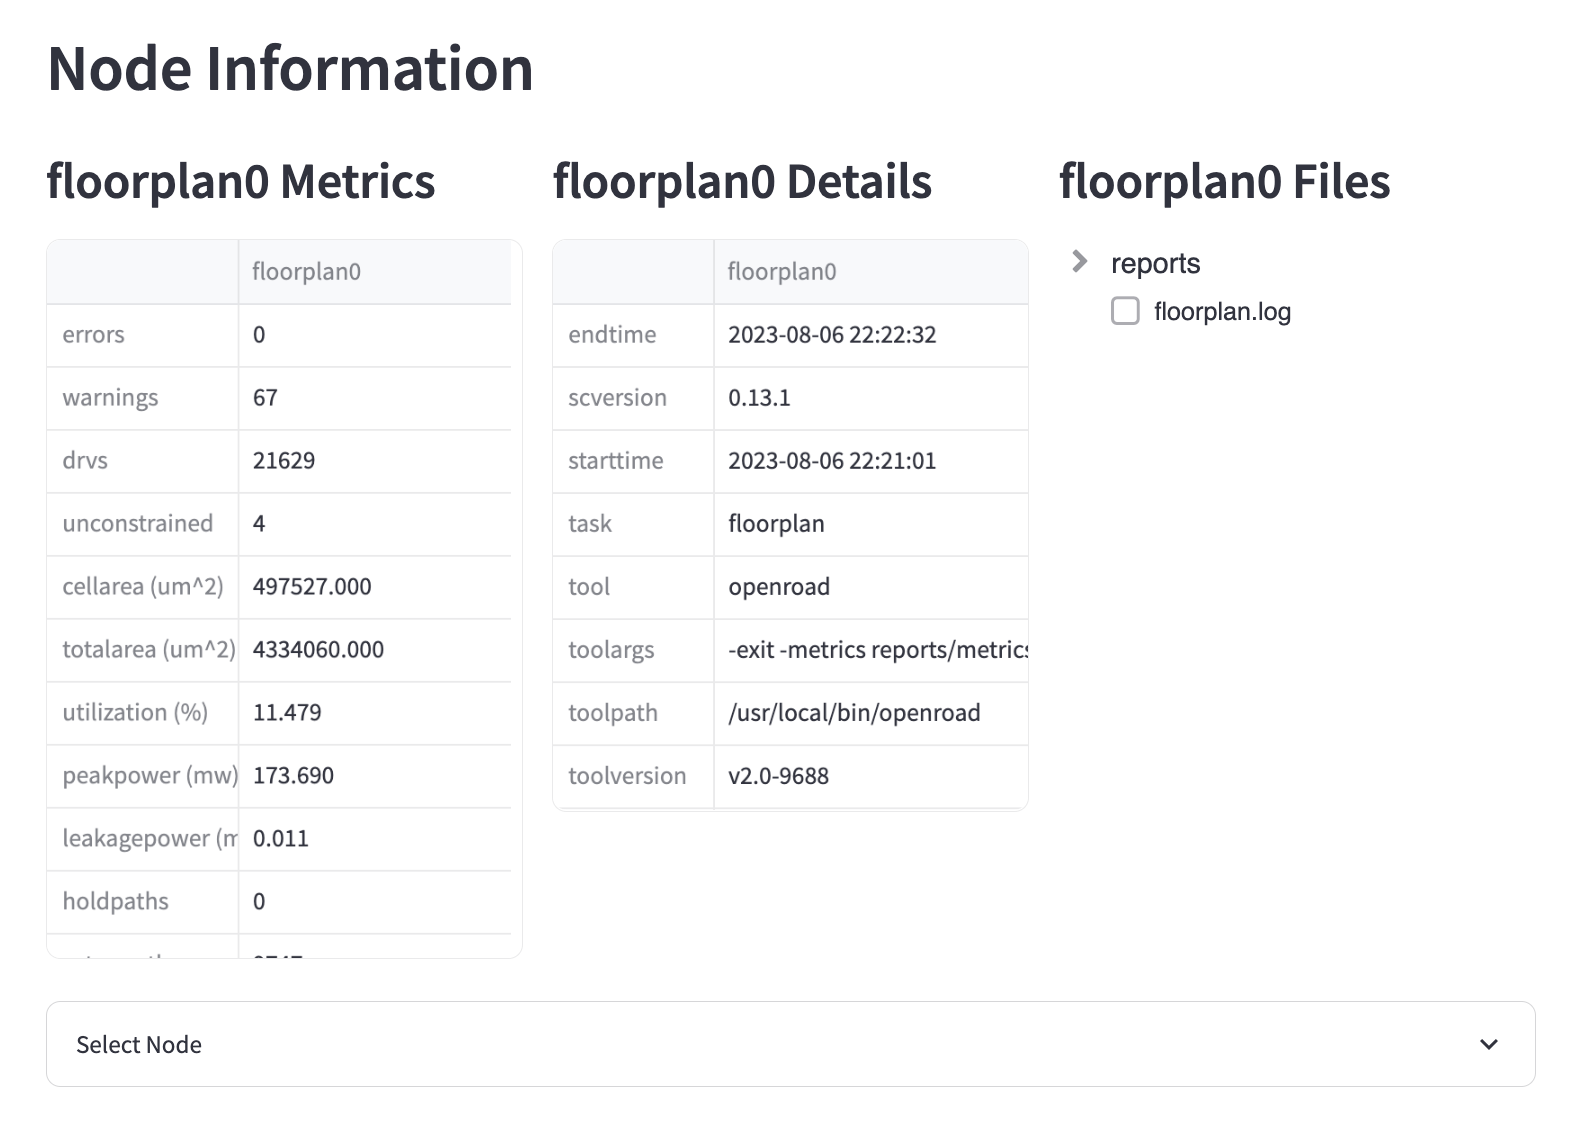 Node Information
floorplan0 Metrics
floorplan0
errors 0
warnings 67
drvs 21629
unconstrained 4
cellarea (um^2) 497527.000
totalarea (um^2) 4334060.000
utilization (%) 11.479
peakpower (mw) 173.690
leakagepower (m 0.011
holdpaths 0
floorplan0 Details
floorplan0
endtime 2023-08-06 22:22:32
scversion 0.13.1
starttime 2023-08-06 22:21:01
task floorplan
tool openroad
toolargs -exit -metrics reports/metrics
toolpath /usr/local/bin/openroad
toolversion v2.0-9688
floorplan0 Files
reports
floorplan.log
Select Node